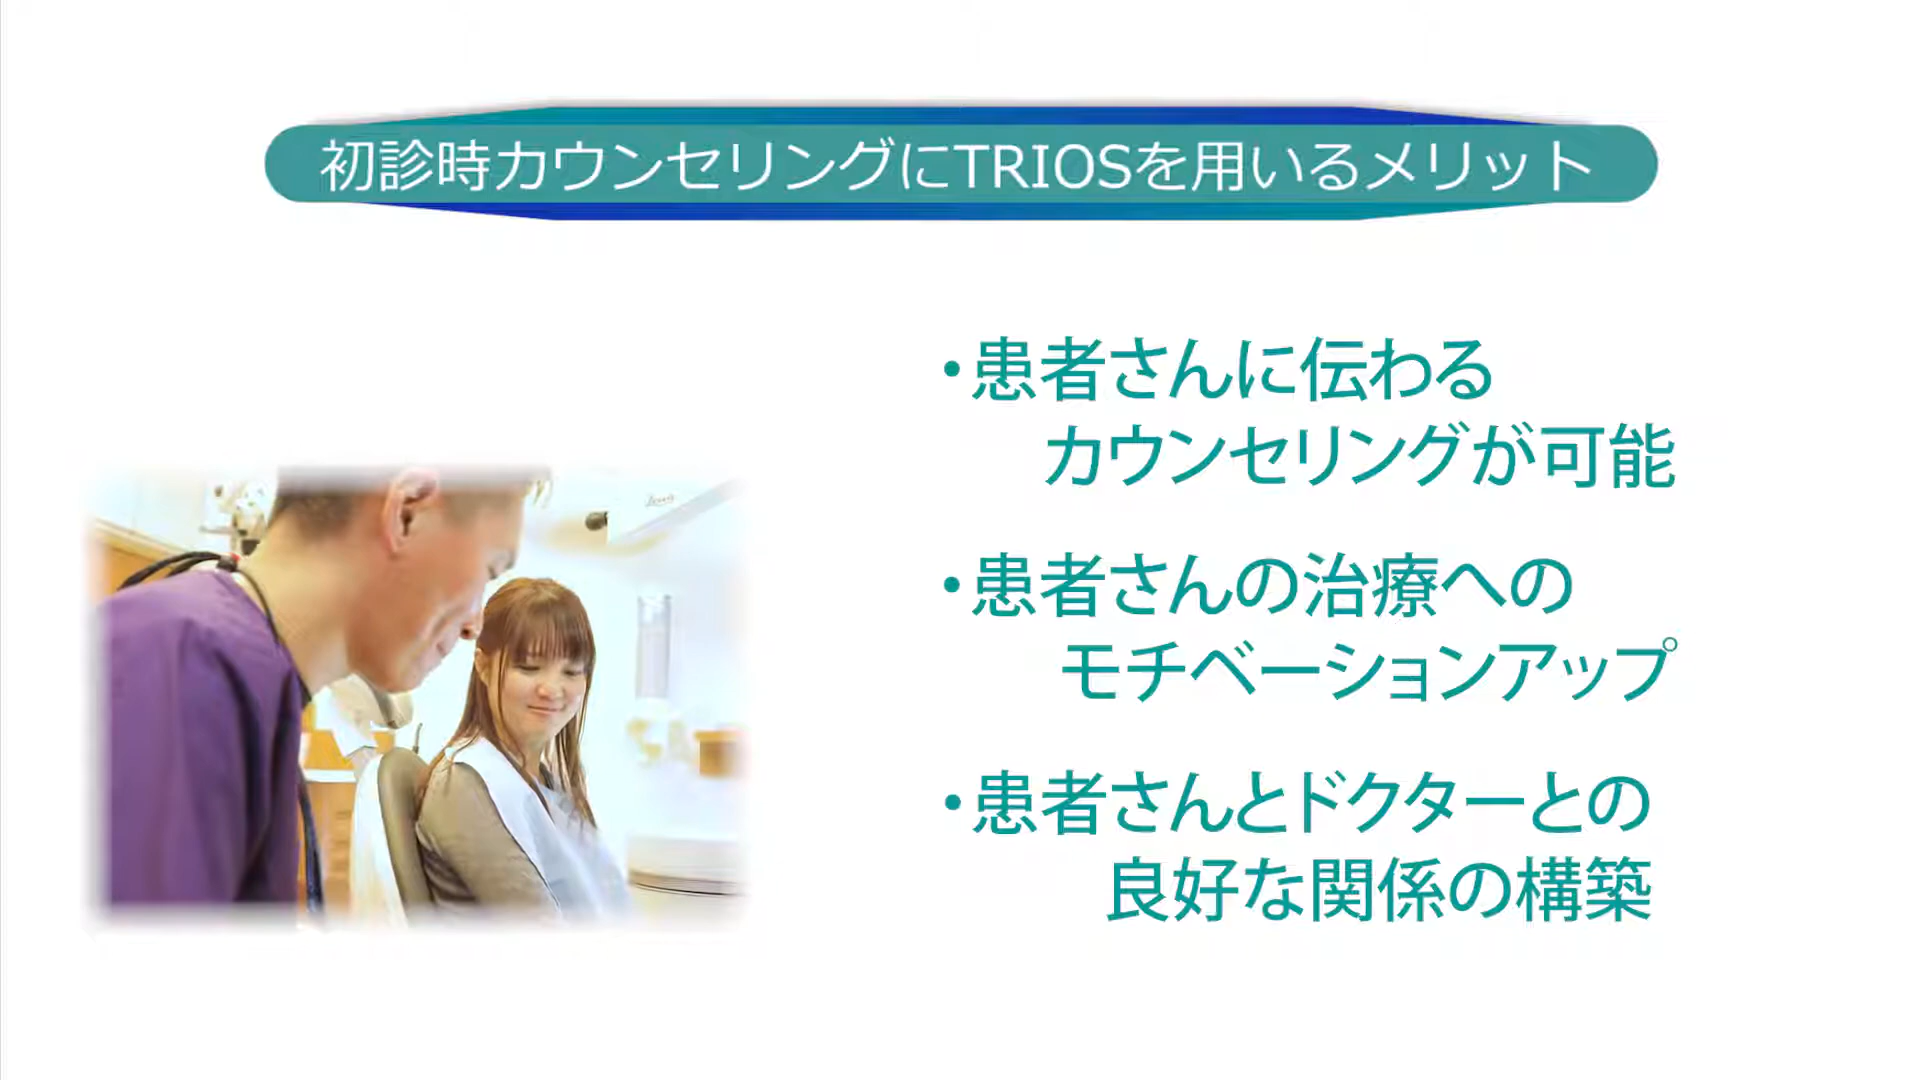 初診時カウンセリングにTRIOSを用いるメリット
・患者さんに伝わる
カウンセリングが可能
・患者さんの治療への
モチベーションアップ
・患者さんとドクターとの
良好な関係の構築